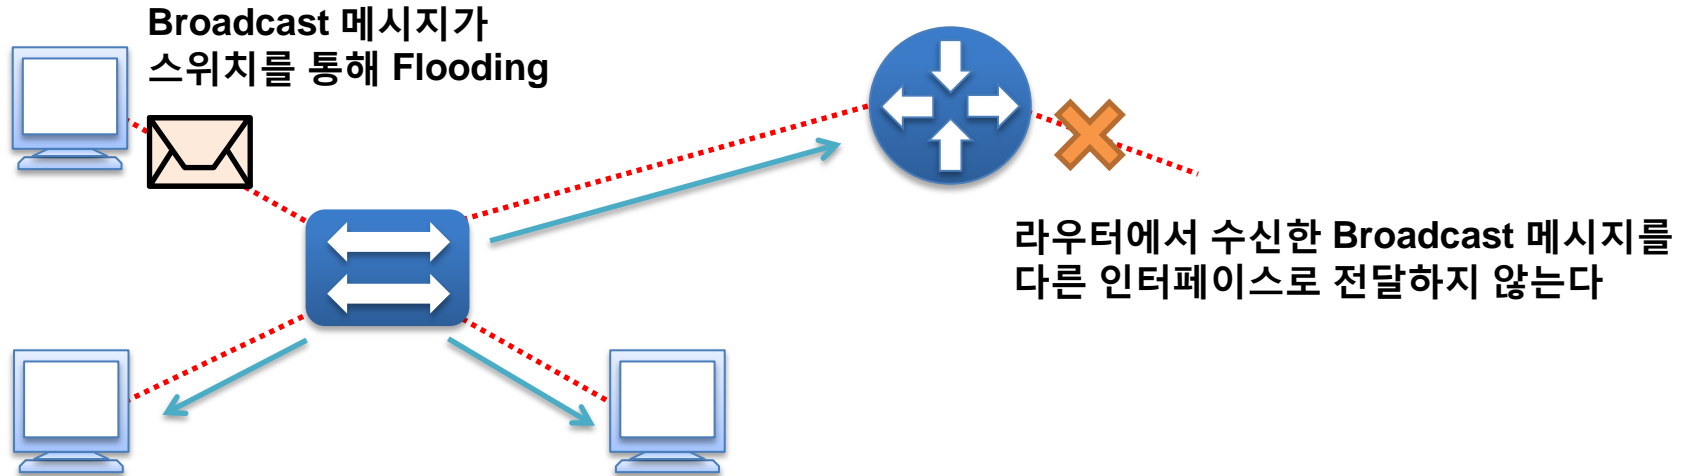 Broadcast 메시지가
스위치를 통해 Flooding
라우터에서 수신한 Broadcast 메시지를
다른 인터페이스로 전달하지 않는다